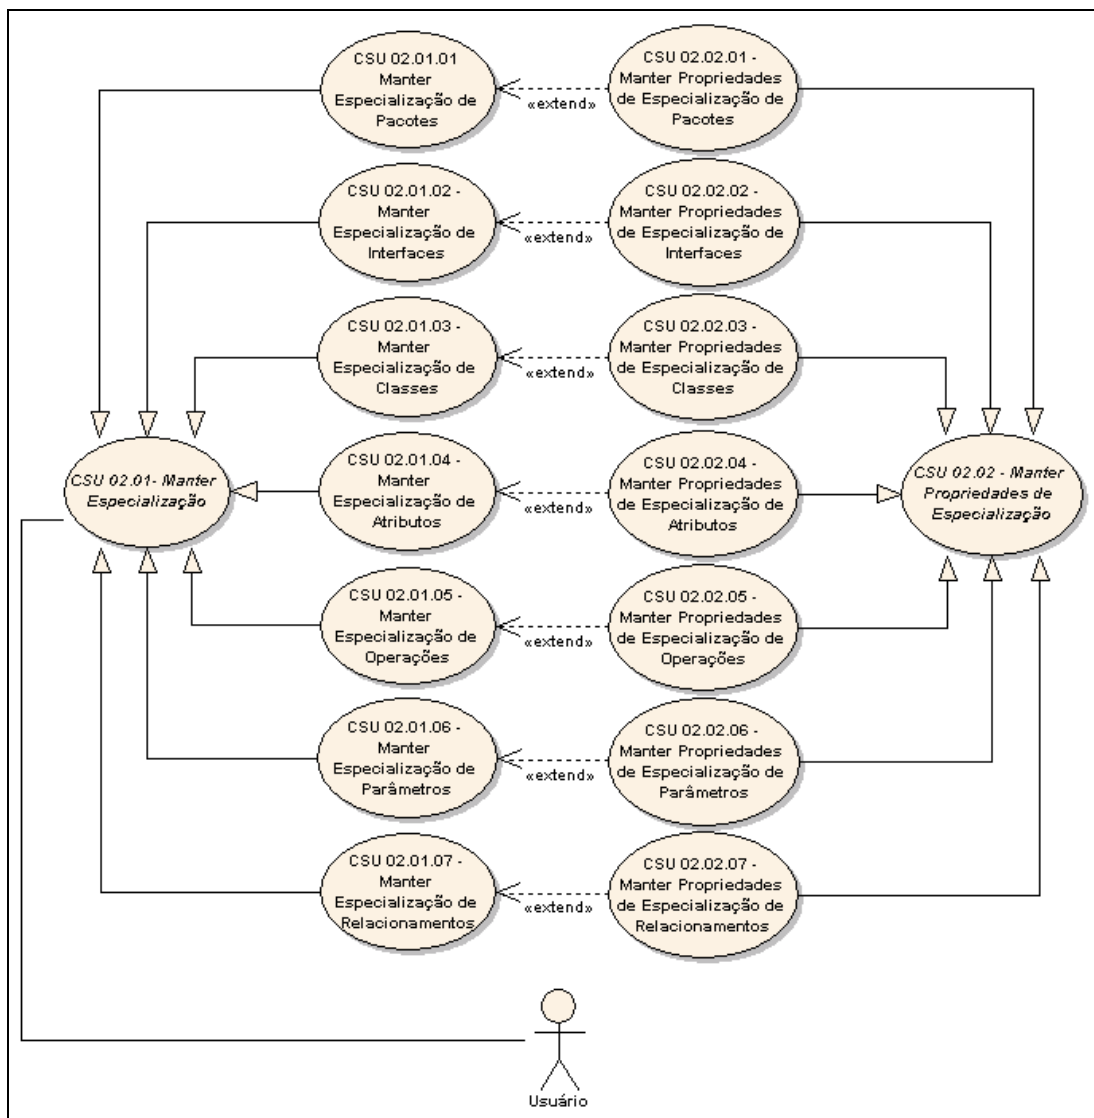 CSU 02.01.01
Manter
Especialização de
Pacotes
«extend»
CSU 02.02.01 -
Manter Propriedades
de Especialização de
Pacotes
CSU 02.01.02 -
Manter
Especialização de
Interfaces
«extend»
CSU 02.02.02 -
Manter Propriedades
de Especialização de
Interfaces
CSU 02.01.03 -
Manter
Especialização de
Classes
«extend»
CSU 02.02.03 -
Manter Propriedades
de Especialização de
Classes
CSU 02.01- Manter
Especialização
CSU 02.01.04 -
Manter
Especialização de
Atributos
«extend»
CSU 02.02.04 -
Manter Propriedades
de Especialização de
Atributos
CSU 02.02 - Manter
Propriedades de
Especialização
CSU 02.01.05 -
Manter
Especialização de
Operações
«extend»
CSU 02.02.05 -
Manter Propriedades
de Especialização de
Operações
CSU 02.01.06 -
Manter
Especialização de
Parâmetros
«extend»
CSU 02.02.06 -
Manter Propriedades
de Especialização de
Parâmetros
CSU 02.01.07 -
Manter
Especialização de
Relacionamentos
«extend»
CSU 02.02.07 -
Manter Propriedades
de Especialização de
Relacionamentos
Usuário